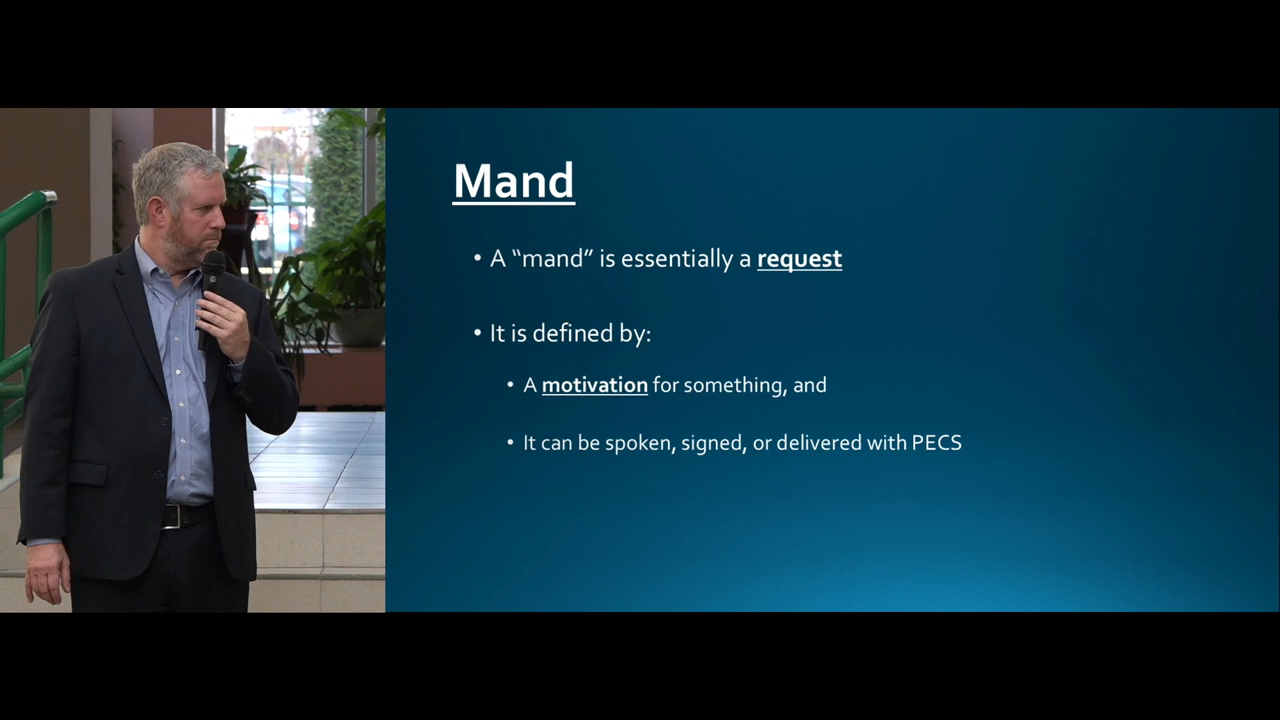 Mand
• A “mand” is essentially a request
• It is defined by:
• A motivation for something, and
• It can be spoken, signed, or delivered with PECS